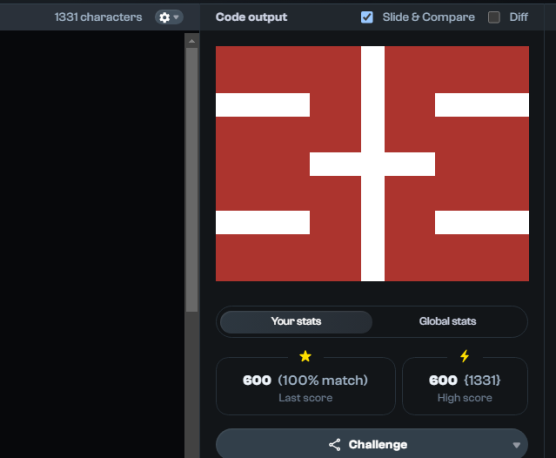 1331 characters
Code output
Slide & Compare
Diff
Your stats
Global stats
600 (100% match)
Last score
600 {1331}
High score
Challenge